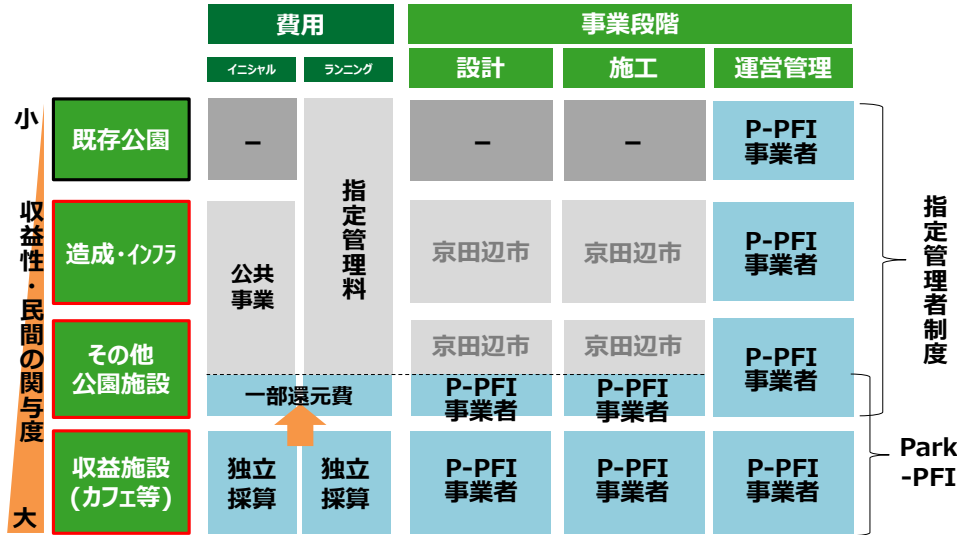 費用
事業段階
イニシャル
ランニング
設計
施工
運営管理
小
収益性・民間の関与度
大
既存公園
－
指定管理料
－
－
P-PFI
事業者
造成・インフラ
公共
事業
京田辺市
京田辺市
P-PFI
事業者
その他
公園施設
京田辺市
京田辺市
P-PFI
事業者
一部還元費
P-PFI
事業者
P-PFI
事業者
収益施設
(カフェ等)
独立
採算
独立
採算
P-PFI
事業者
P-PFI
事業者
P-PFI
事業者
指定管理者制度
Park
-PFI